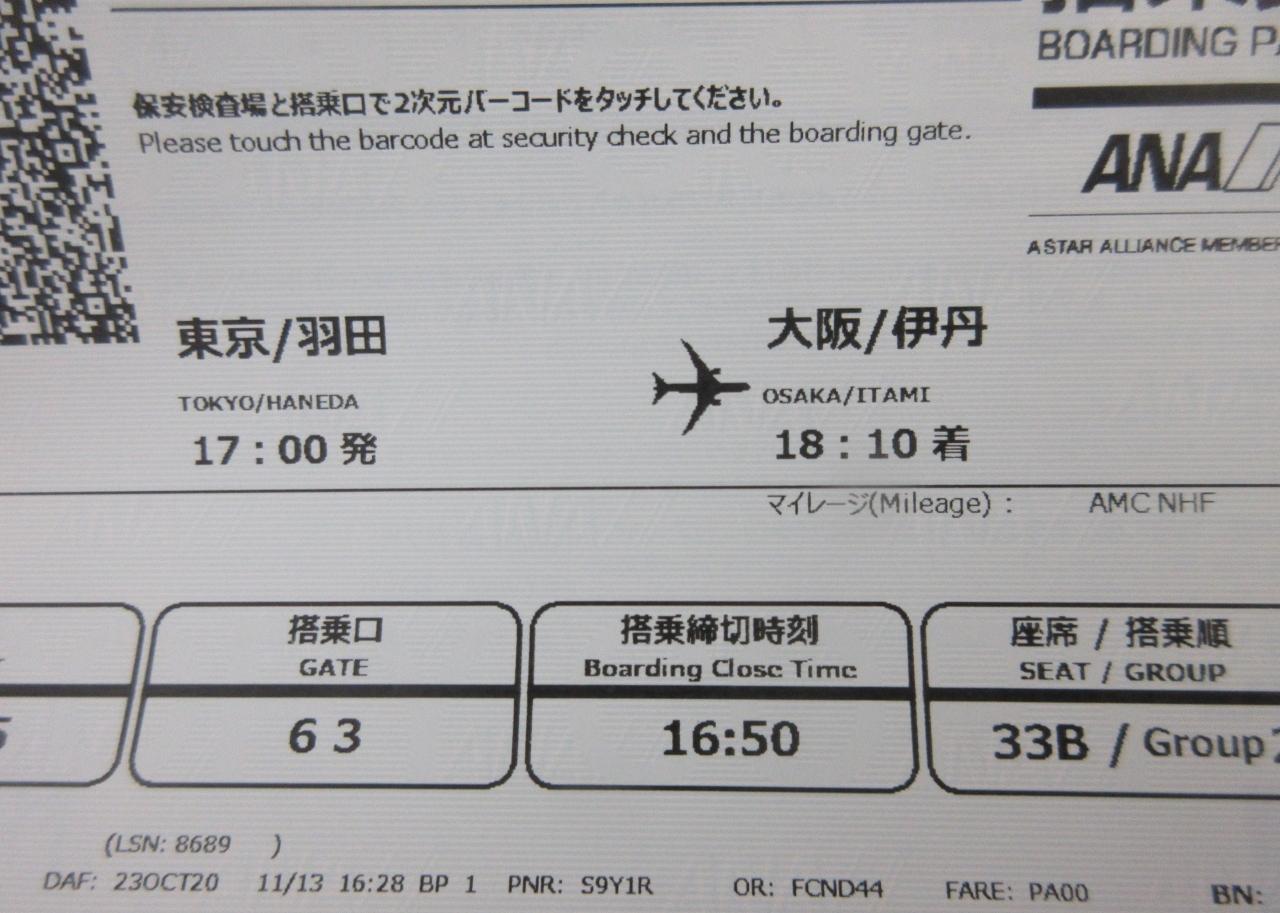 BOARDING
保安検査場と搭乗口で2次元バーコードをタッチしてください。
Please touch the barcode at security check and the boarding gate.
ANA
A STAR ALLIANCE MEMBER
東京/羽田
大阪/伊丹
TOKYO/HANEDA
OSAKA/ITAMI
17:00 発
18:10 着
マイレージ(Mileage) : AMC NHF
搭乗口
GATE
63
搭乗締切時刻
Boarding Close Time
16:50
座席 / 搭乗順
SEAT / GROUP
33B / Group
(LSN: 8689 )
DAF: 23OCT20 11/13 16:28 BP 1 PNR: S9Y1R OR: FCND44 FARE: PA00 BN: